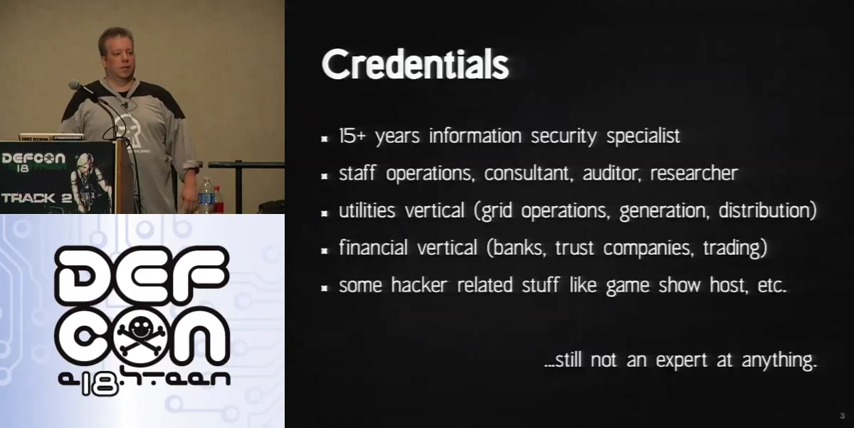 DEFCON
18
TRACK 2
DEF
CON
e18hteen
Credentials
15+ years information security specialist
staff operations, consultant, auditor, researcher
utilities vertical (grid operations, generation, distribution)
financial vertical (banks, trust companies, trading)
some hacker related stuff like game show host, etc.
...still not an expert at anything.
3